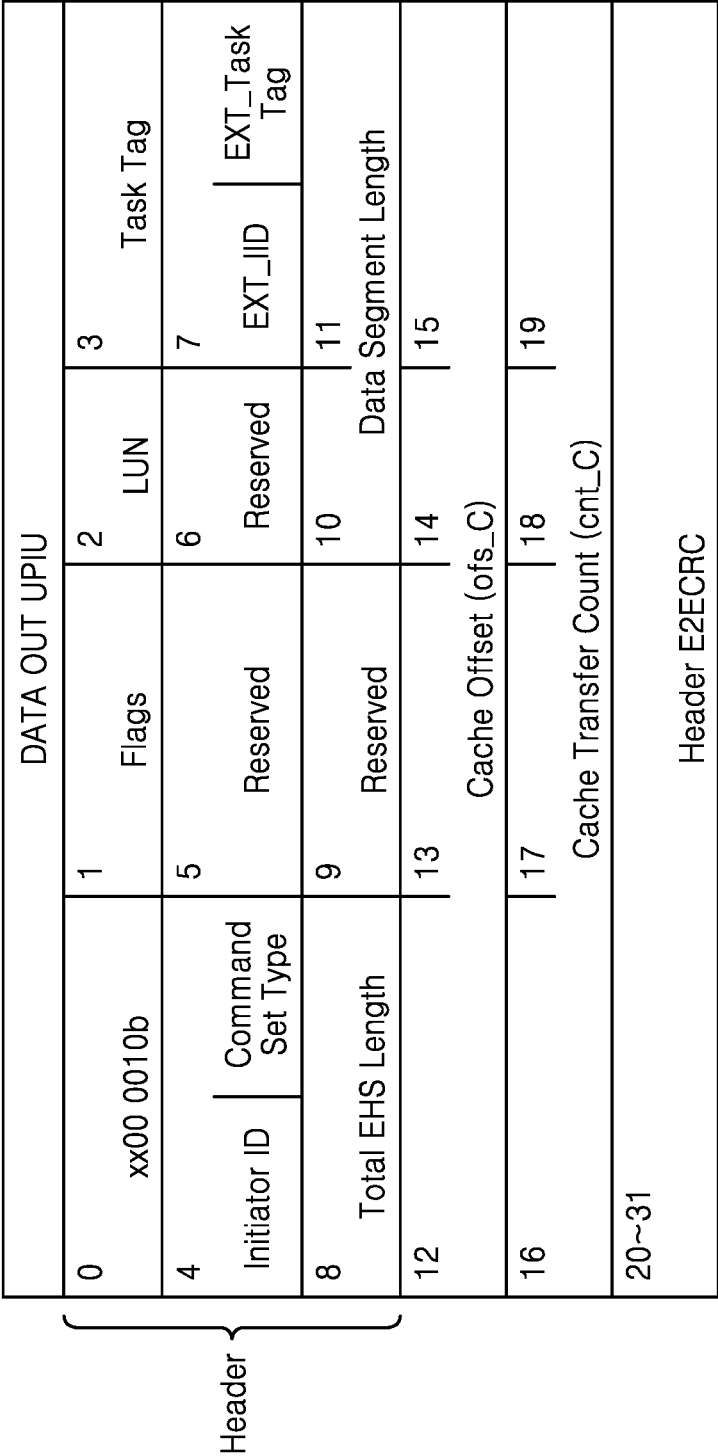 DATA OUT UPIU
0 1 2 3
xx00 0010b Flags LUN Task Tag
4 5 6 7
Initiator ID Command Set Type Reserved Reserved EXT_IID EXT_Task Tag
8 9 10 11
Total EHS Length Reserved Data Segment Length
Header
12 13 14 15
Cache Offset (ofs_C)
16 17 18 19
Cache Transfer Count (cnt_C)
20~31
Header E2ECRC